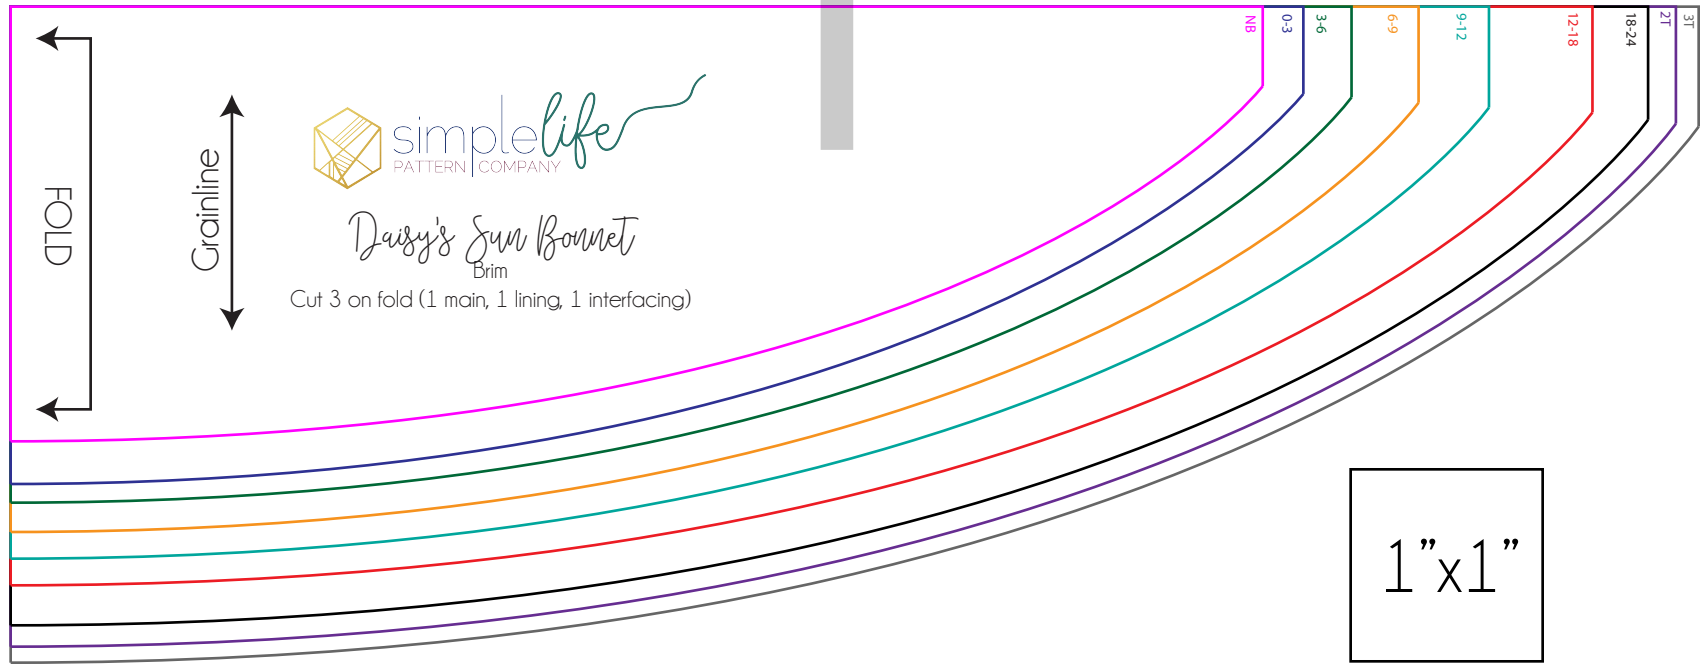 NB
0-3
3-6
6-9
9-12
12-18
18-24
2T
3T
FOLD
Grainline
simple life
PATTERN COMPANY
Daisy's Sun Bonnet
Brim
Cut 3 on fold (1 main, 1 lining, 1 interfacing)
1”x1”